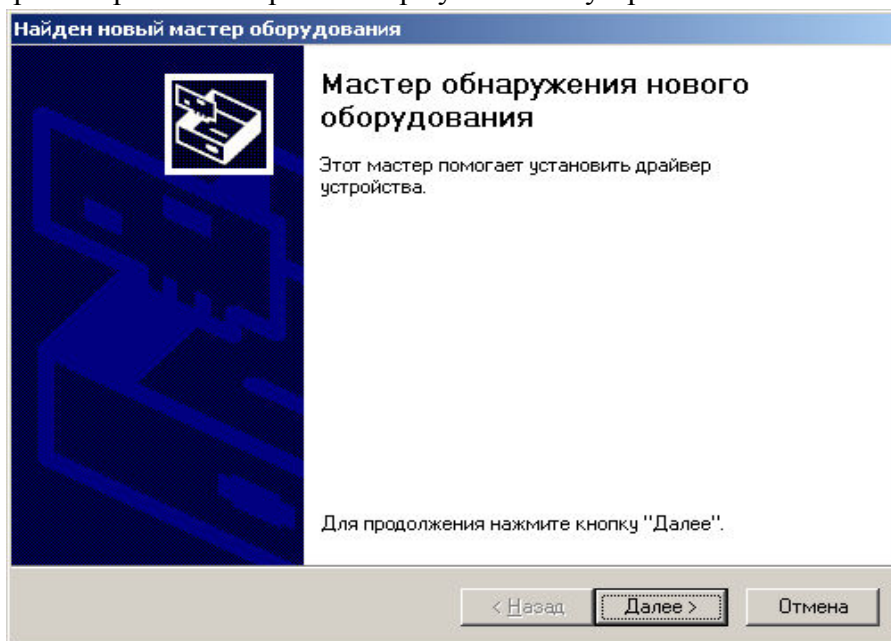 Найден новый мастер оборудования
Мастер обнаружения нового
оборудования
Этот мастер помогает установить драйвер
устройства.
Для продолжения нажмите кнопку "Далее".
< Назад
Далее >
Отмена